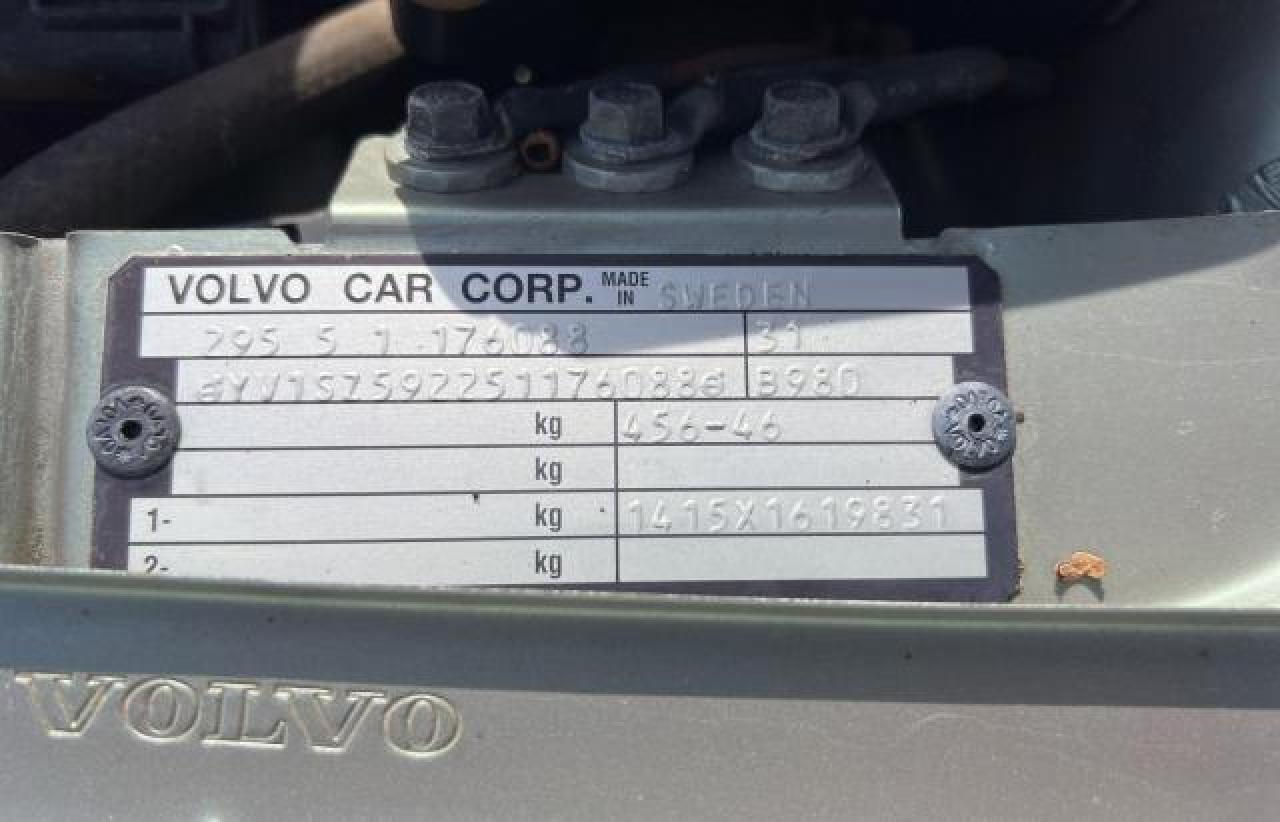 VOLVO CAR CORP. MADE IN SWEDEN
295 5 1 176088 31
YV1SZ592251176088 B980
kg 456-46
kg
1- kg 1415X1619831
2- kg
VOLVO